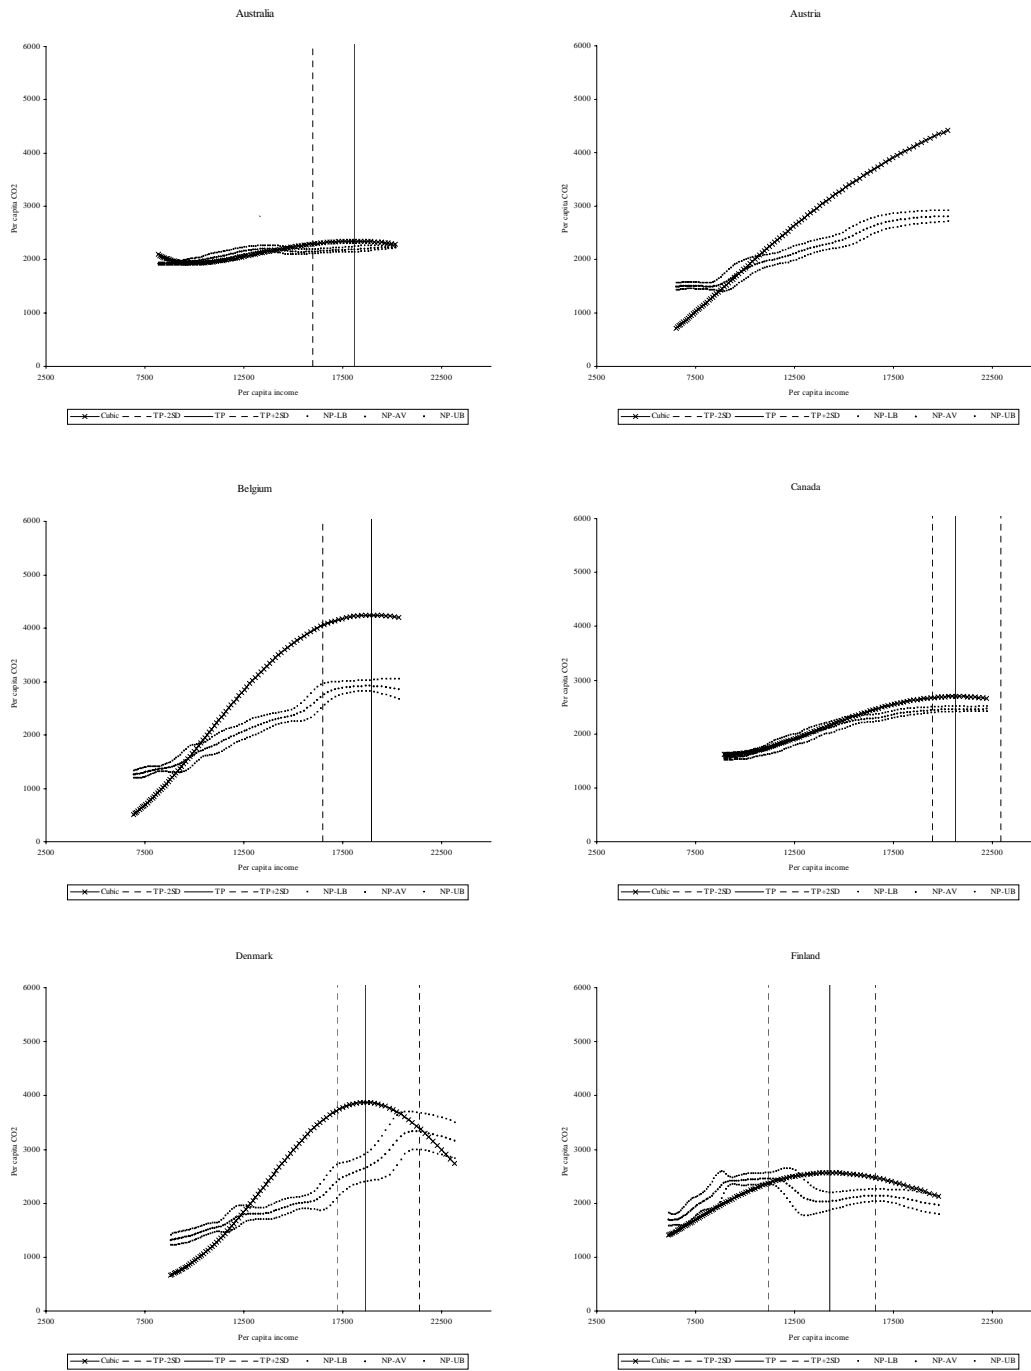 Australia
6000
5000
4000
3000
2000
1000
0
Per capita CO2
2500 7500 12500 17500 22500
Per capita income
Cubic TP-2SD TP TP+2SD NP-LB NP-AV NP-UB
Austria
6000
5000
4000
3000
2000
1000
0
Per capita CO2
2500 7500 12500 17500 22500
Per capita income
Cubic TP-2SD TP TP+2SD NP-LB NP-AV NP-UB
Belgium
6000
5000
4000
3000
2000
1000
0
Per capita CO2
2500 7500 12500 17500 22500
Per capita income
Cubic TP-2SD TP TP+2SD NP-LB NP-AV NP-UB
Canada
6000
5000
4000
3000
2000
1000
0
Per capita CO2
2500 7500 12500 17500 22500
Per capita income
Cubic TP-2SD TP TP+2SD NP-LB NP-AV NP-UB
Denmark
6000
5000
4000
3000
2000
1000
0
Per capita CO2
2500 7500 12500 17500 22500
Per capita income
Cubic TP-2SD TP TP+2SD NP-LB NP-AV NP-UB
Finland
6000
5000
4000
3000
2000
1000
0
Per capita CO2
2500 7500 12500 17500 22500
Per capita income
Cubic TP-2SD TP TP+2SD NP-LB NP-AV NP-UB